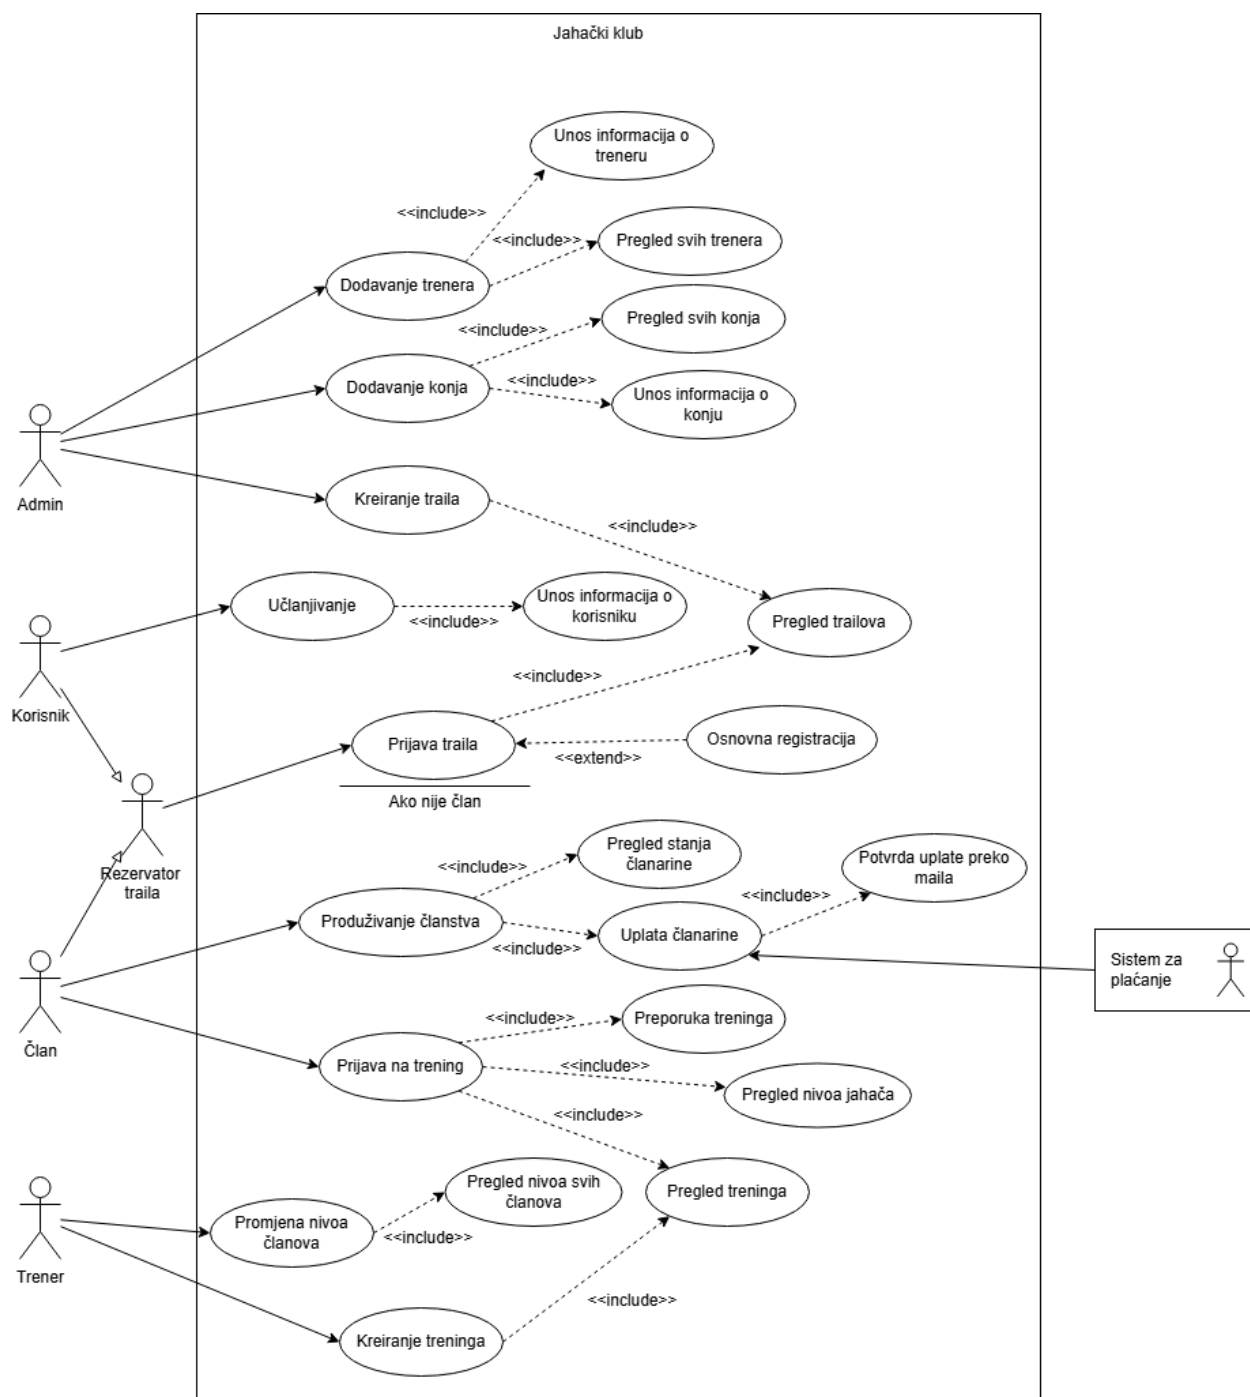 Jahački klub
Unos informacija o
treneru
<<include>>
<<include>>
Pregled svih trenera
Dodavanje trenera
Pregled svih konja
<<include>>
Dodavanje konja
<<include>>
Unos informacija o
konju
Admin
Kreiranje traila
<<include>>
Učlanjivanje
<<include>>
Unos informacija o
korisniku
Pregled trailova
Korisnik
<<include>>
Prijava traila
<<extend>>
Osnovna registracija
Ako nije član
Rezervator
traila
<<include>>
Pregled stanja
članarine
Potvrda uplate preko
maila
<<include>>
Produživanje članstva
<<include>>
Uplata članarine
Sistem za
plaćanje
Član
<<include>>
Preporuka treninga
Prijava na trening
<<include>>
Pregled nivoa jahača
<<include>>
Pregled nivoa svih
članova
Pregled treninga
Promjena nivoa
članova
<<include>>
Trener
<<include>>
Kreiranje treninga